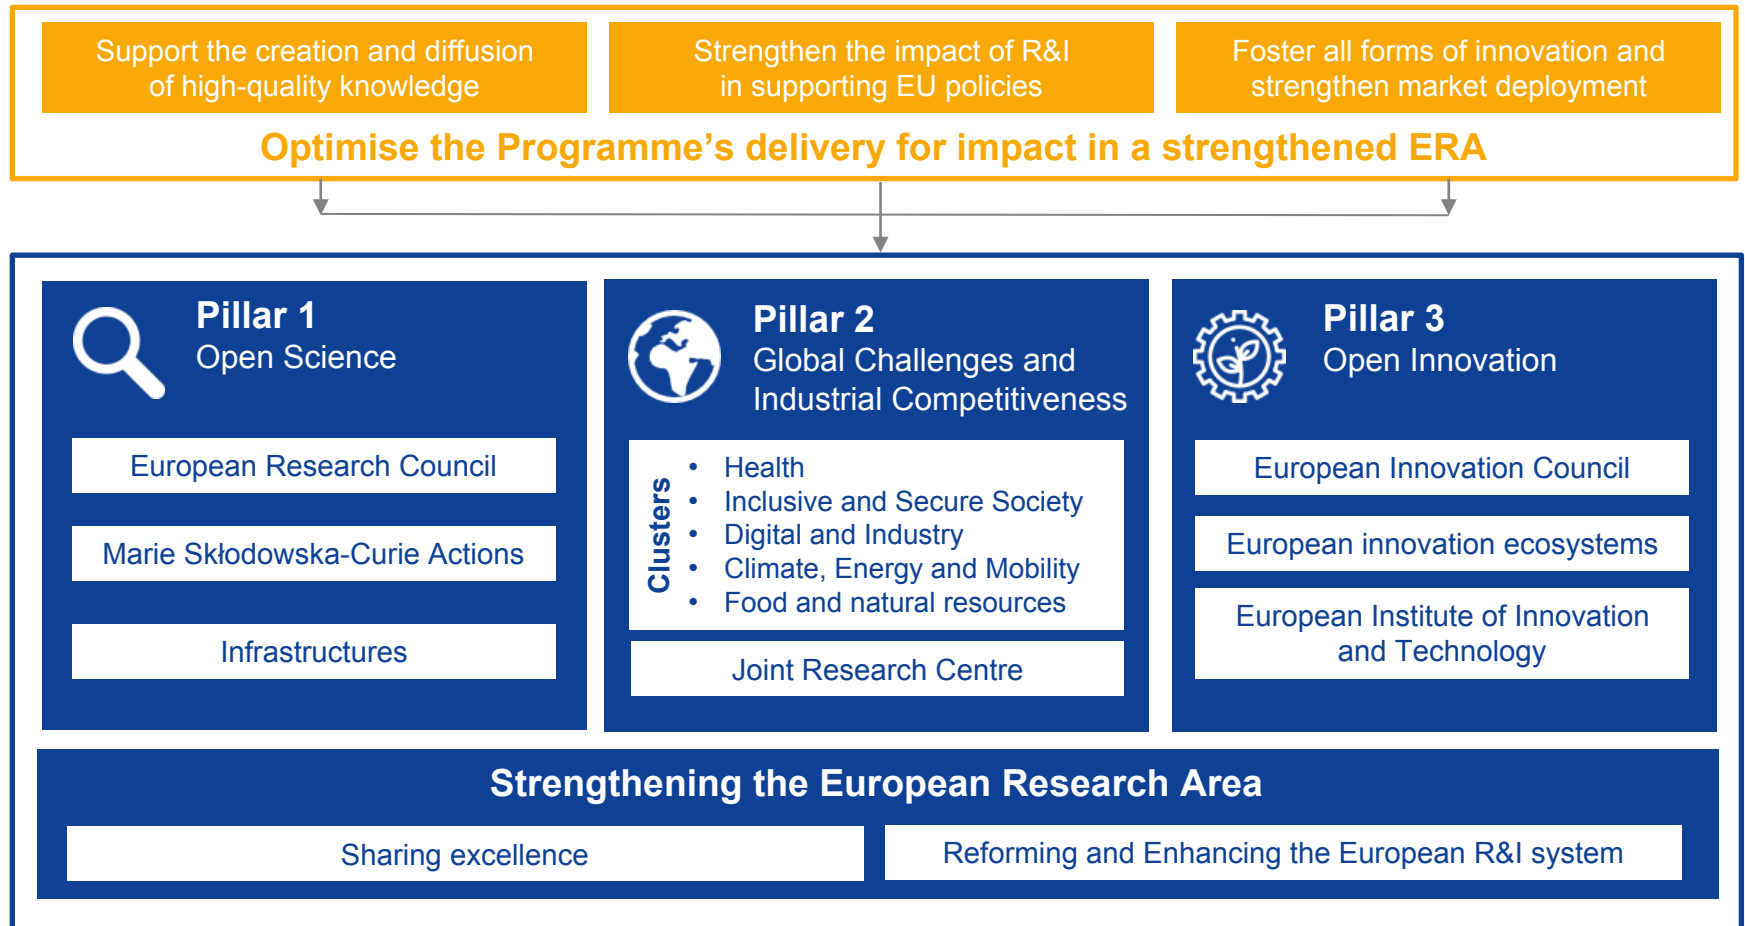 Support the creation and diffusion
of high-quality knowledge
Strengthen the impact of R&I
in supporting EU policies
Foster all forms of innovation and
strengthen market deployment
Optimise the Programme’s delivery for impact in a strengthened ERA
Pillar 1
Open Science
European Research Council
Marie Skłodowska-Curie Actions
Infrastructures
Pillar 2
Global Challenges and
Industrial Competitiveness
Clusters
• Health
• Inclusive and Secure Society
• Digital and Industry
• Climate, Energy and Mobility
• Food and natural resources
Joint Research Centre
Pillar 3
Open Innovation
European Innovation Council
European innovation ecosystems
European Institute of Innovation
and Technology
Strengthening the European Research Area
Sharing excellence
Reforming and Enhancing the European R&I system